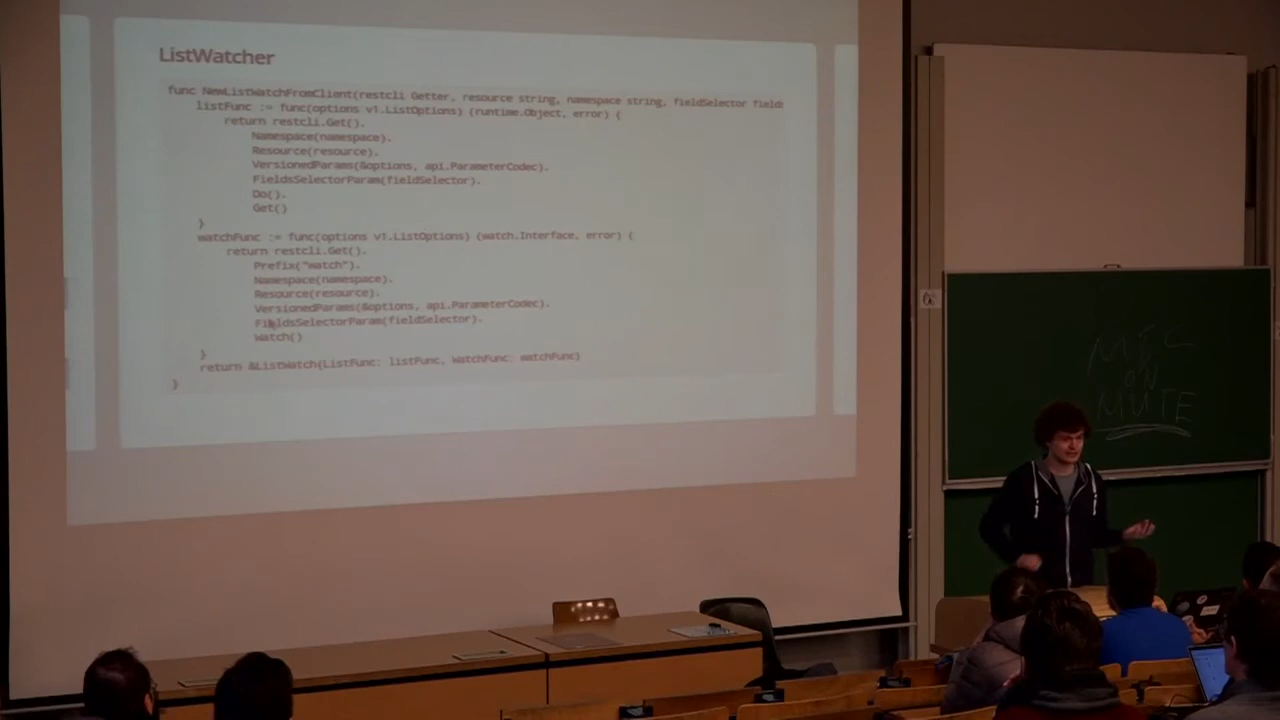 ListWatcher
func NewListWatchFromClient(restcli Getter, resource string, namespace string, fieldSelector fields
listFunc := func(options v1.ListOptions) (runtime.Object, error) {
return restcli.Get().
Namespace(namespace).
Resource(resource).
VersionedParams(&options, api.ParameterCodec).
FieldsSelectorParam(fieldSelector).
Do().
Get()
}
watchFunc := func(options v1.ListOptions) (watch.Interface, error) {
return restcli.Get().
Prefix("watch").
Namespace(namespace).
Resource(resource).
VersionedParams(&options, api.ParameterCodec).
FieldsSelectorParam(fieldSelector).
Watch()
}
return &ListWatch{ListFunc: listFunc, WatchFunc: watchFunc}
}
MIC
ON
MUTE